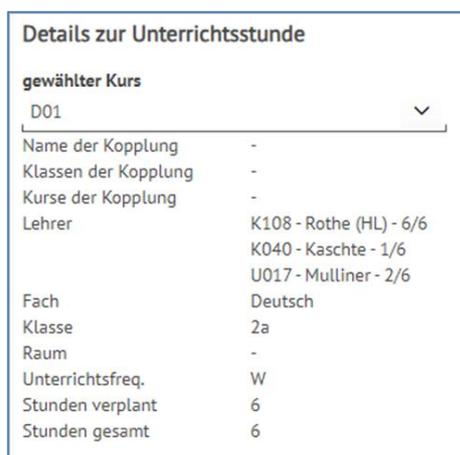 Details zur Unterrichtsstunde
gewählter Kurs
D01
Name der Kopplung -
Klassen der Kopplung -
Kurse der Kopplung -
Lehrer K108 - Rothe (HL) - 6/6
K040 - Kaschte - 1/6
U017 - Mulliner - 2/6
Fach Deutsch
Klasse 2a
Raum -
Unterrichtsfreq. W
Stunden verplant 6
Stunden gesamt 6